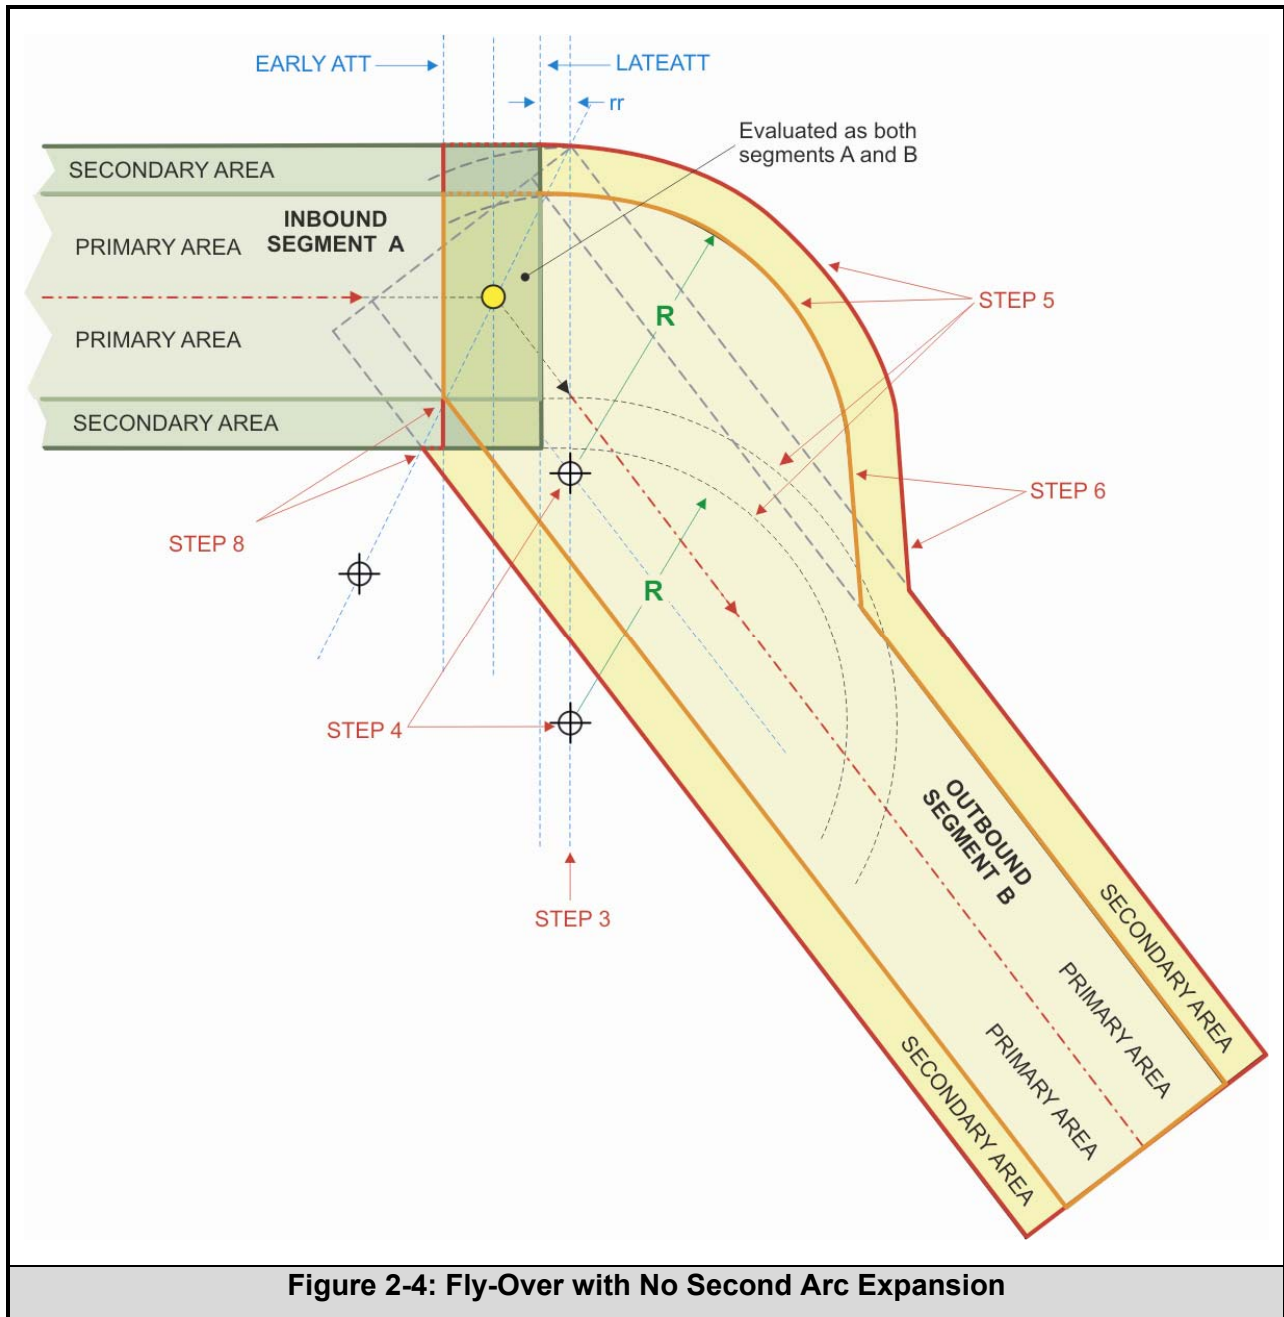 EARLY ATT
LATEATT
rr
Evaluated as both
segments A and B
SECONDARY AREA
INBOUND
SEGMENT A
PRIMARY AREA
STEP 5
R
PRIMARY AREA
SECONDARY AREA
STEP 6
STEP 8
R
STEP 4
OUTBOUND
SEGMENT B
STEP 3
SECONDARY AREA
PRIMARY AREA
PRIMARY AREA
SECONDARY AREA
Figure 2-4: Fly-Over with No Second Arc Expansion